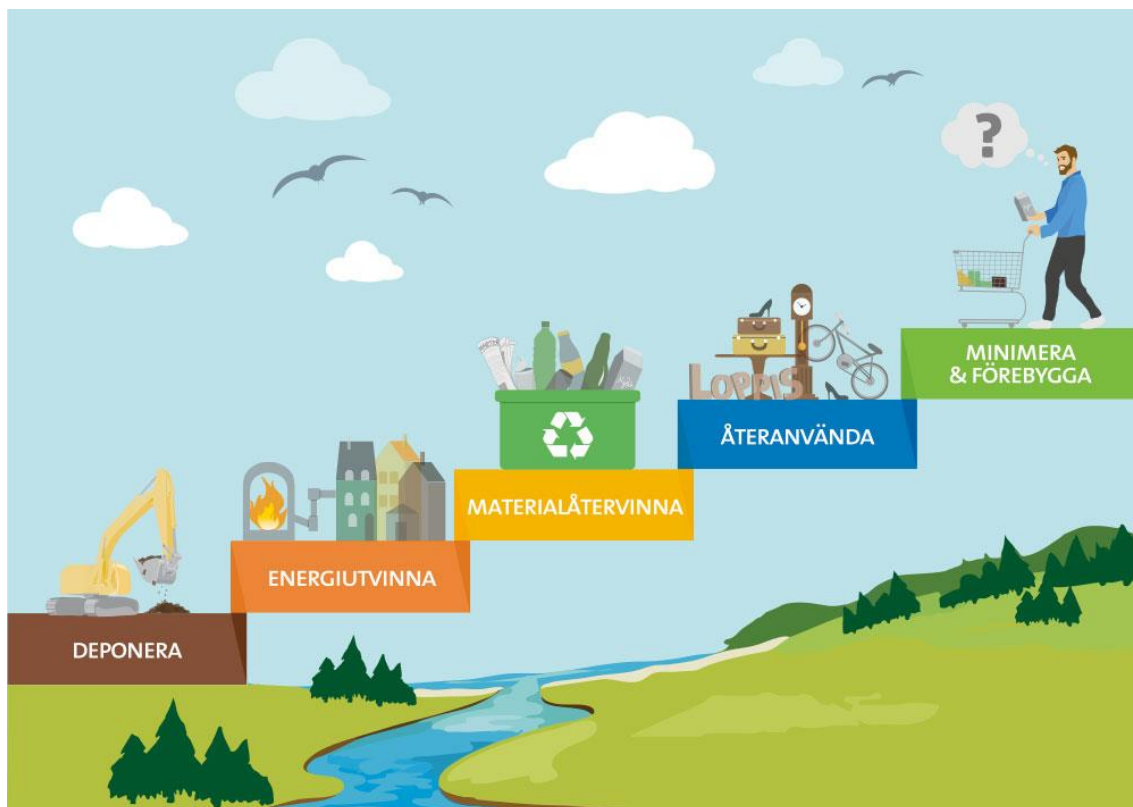 ?
MINIMERA
& FÖREBYGGA
LOPPIS
ÅTERANVÄNDA
MATERIALÅTERVINNA
ENERGIUTVINNA
DEPONERA